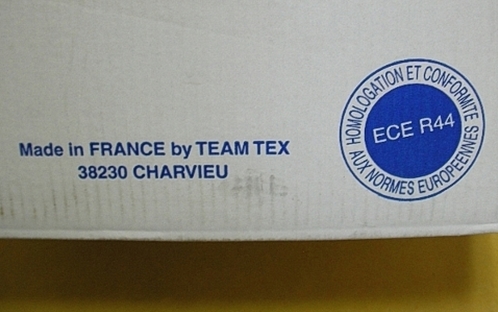 Made in FRANCE by TEAM TEX
38230 CHARVIEU
HOMOLOGATION ET CONFORMITE
ECE R44
AUX NORMES EUROPEENNES